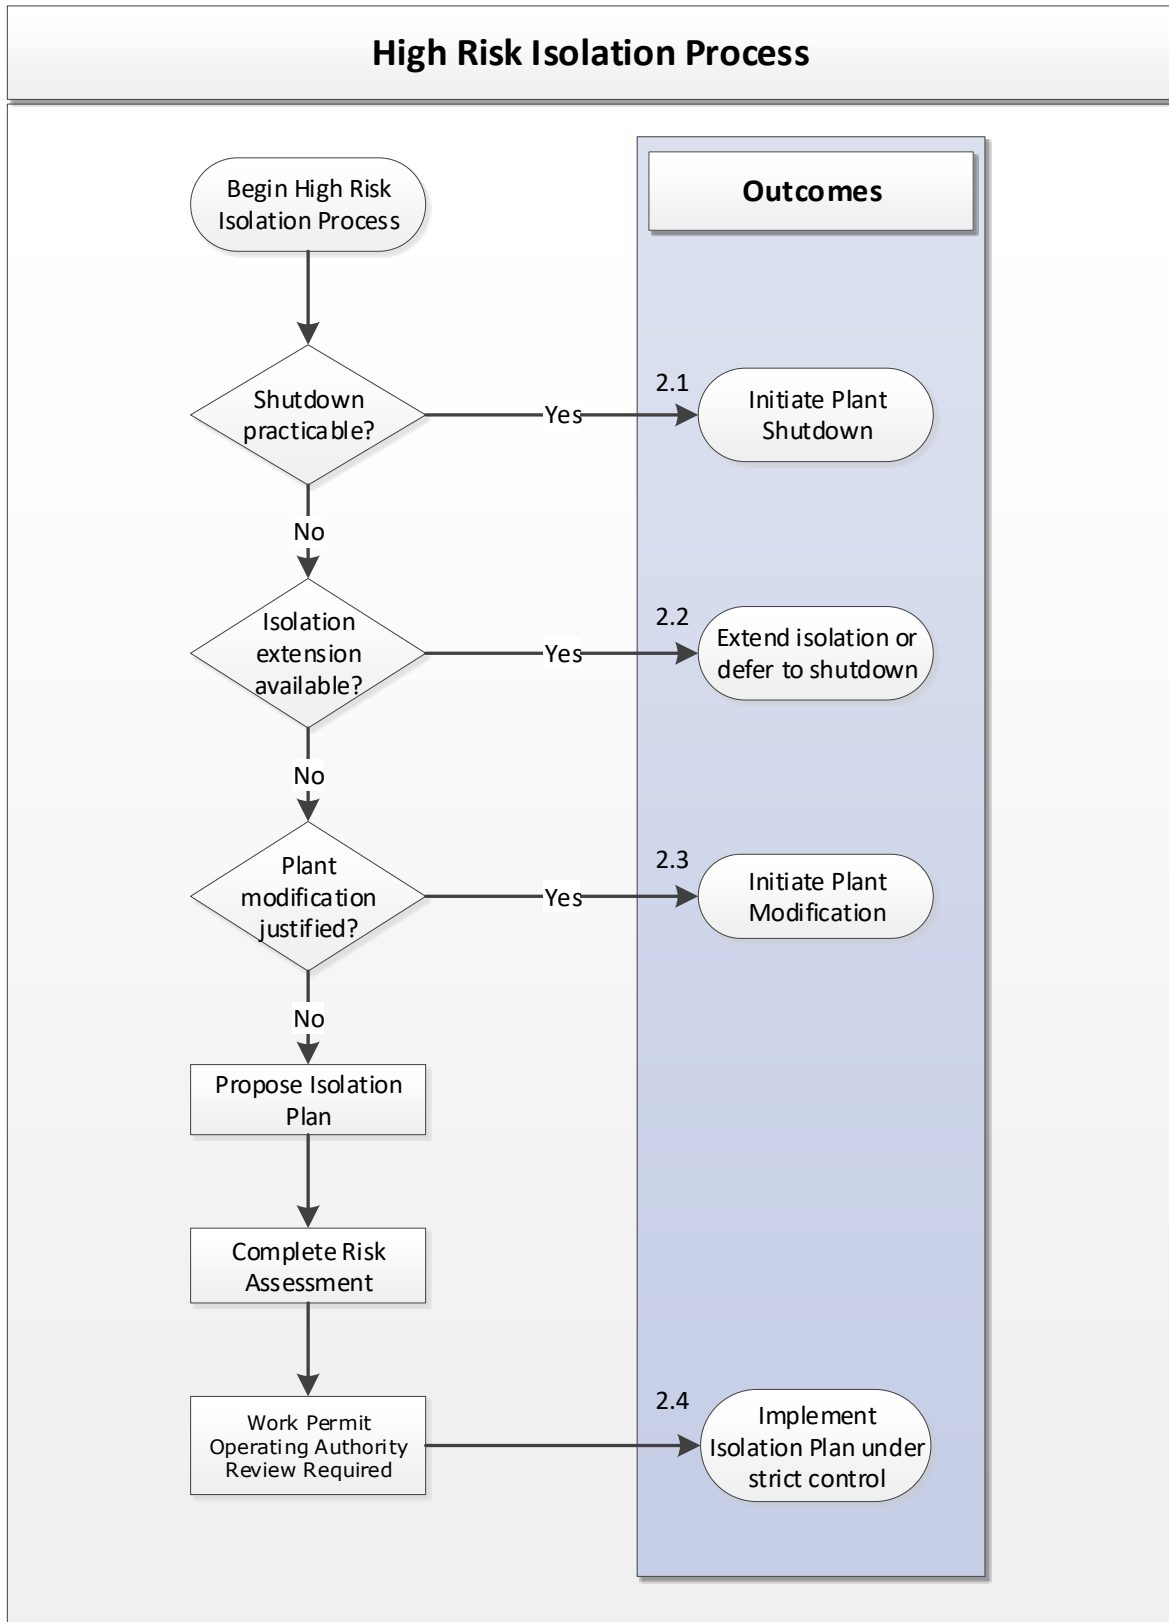 High Risk Isolation Process
Begin High Risk
Isolation Process
Outcomes
Shutdown
practicable?
Yes
2.1
Initiate Plant
Shutdown
No
Isolation
extension
available?
Yes
2.2
Extend isolation or
defer to shutdown
No
Plant
modification
justified?
Yes
2.3
Initiate Plant
Modification
No
Propose Isolation
Plan
Complete Risk
Assessment
Work Permit
Operating Authority
Review Required
2.4
Implement
Isolation Plan under
strict control